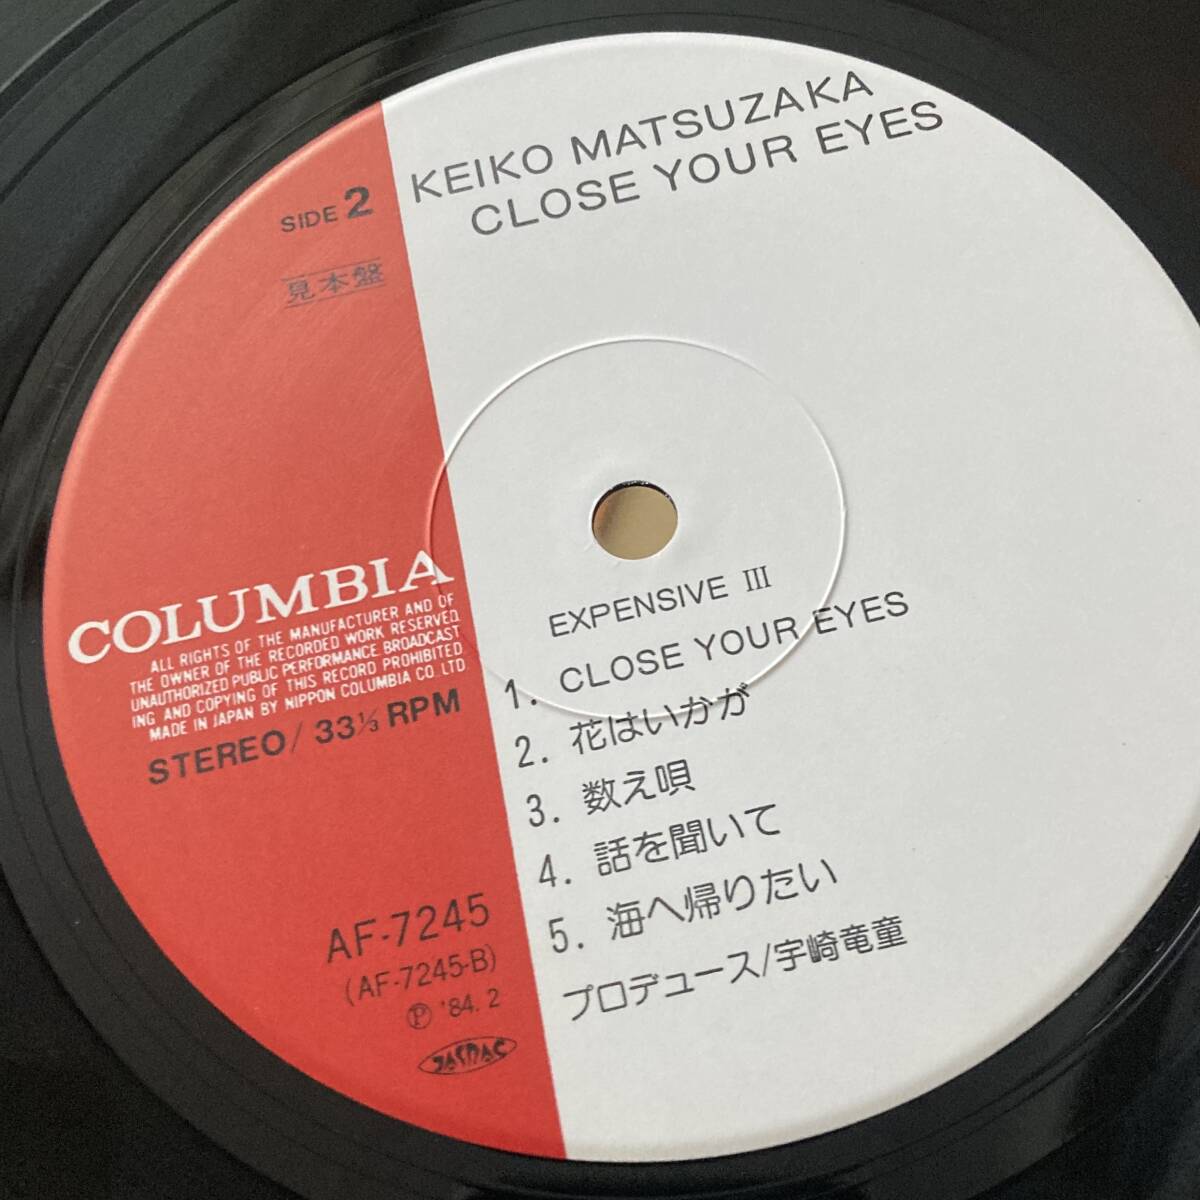 KEIKO MATSUZAKA
CLOSE YOUR EYES
SIDE 2
見本盤
COLUMBIA
ALL RIGHTS OF THE MANUFACTURER AND OF
THE OWNER OF THE RECORDED WORK RESERVED.
UNAUTHORIZED PUBLIC PERFORMANCE BROADCAST
ING AND COPYING OF THIS RECORD PROHIBITED
MADE IN JAPAN BY NIPPON COLUMBIA CO. LTD
STEREO/ 33⅓ RPM
EXPENSIVE III
1. CLOSE YOUR EYES
2. 花はいかが
3. 数え唄
4. 話を聞いて
5. 海へ帰りたい
プロデュース/宇崎竜童
AF-7245
(AF-7245-B)
Ⓟ '84. 2
JASRAC